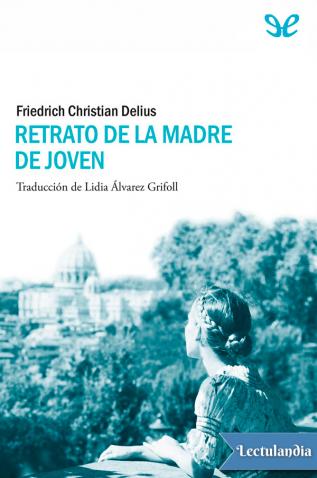 Friedrich Christian Delius
RETRATO DE LA MADRE
DE JOVEN
Traducción de Lidia Álvarez Grifoll
Lectulandia